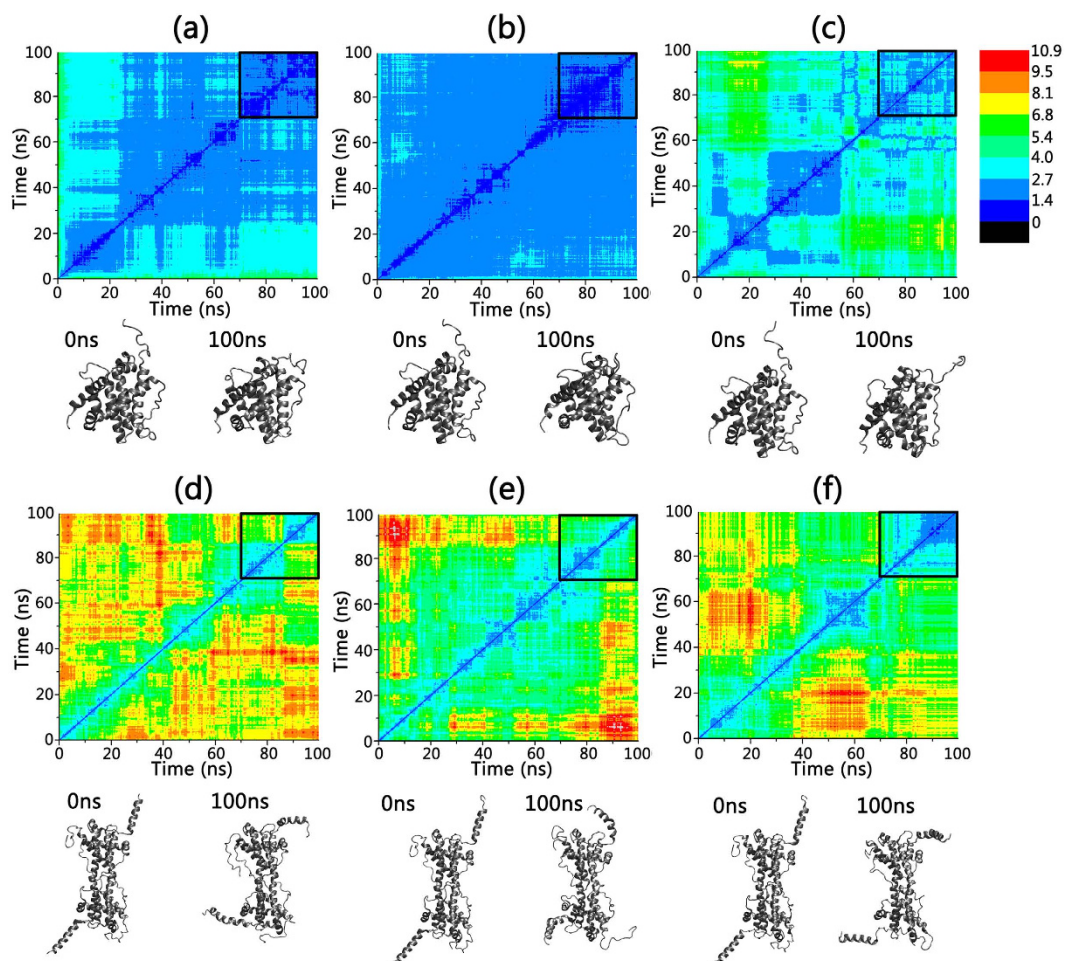 (a) (b) (c)
100 100 100 10.9
9.5
80 80 80 8.1
6.8
60 60 60 5.4
4.0
40 40 40 2.7
1.4
20 20 20 0
0 0 0
Time (ns) Time (ns) Time (ns)
0 20 40 60 80 100 0 20 40 60 80 100 0 20 40 60 80 100
Time (ns) Time (ns) Time (ns)
0ns 100ns 0ns 100ns 0ns 100ns
(d) (e) (f)
100 100 100
80 80 80
60 60 60
40 40 40
20 20 20
0 0 0
Time (ns) Time (ns) Time (ns)
0 20 40 60 80 100 0 20 40 60 80 100 0 20 40 60 80 100
Time (ns) Time (ns) Time (ns)
0ns 100ns 0ns 100ns 0ns 100ns